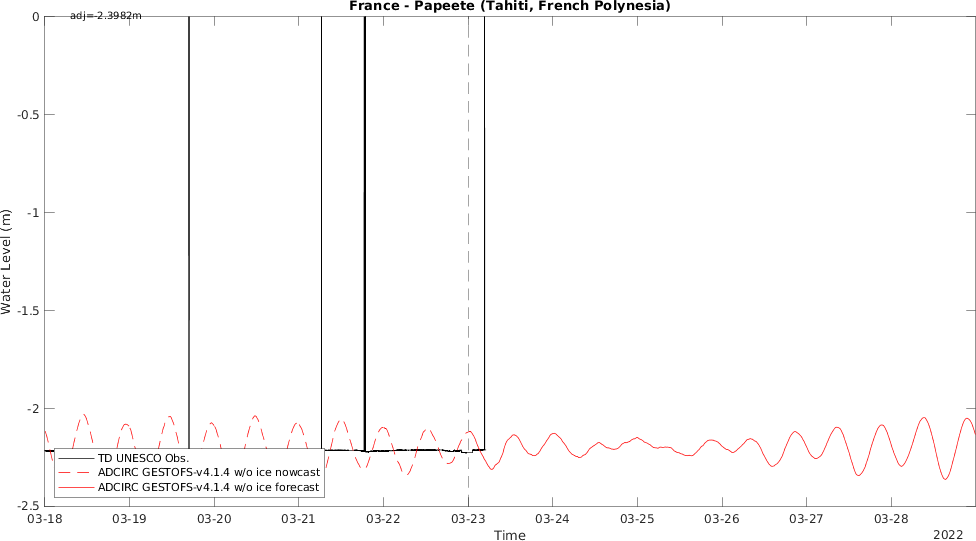 France - Papeete (Tahiti, French Polynesia)
adj=-2.3982m
0
-0.5
-1
-1.5
-2
-2.5
Water Level (m)
TD UNESCO Obs.
ADCIRC GESTOFS-v4.1.4 w/o ice nowcast
ADCIRC GESTOFS-v4.1.4 w/o ice forecast
03-18 03-19 03-20 03-21 03-22 03-23 03-24 03-25 03-26 03-27 03-28
Time
2022